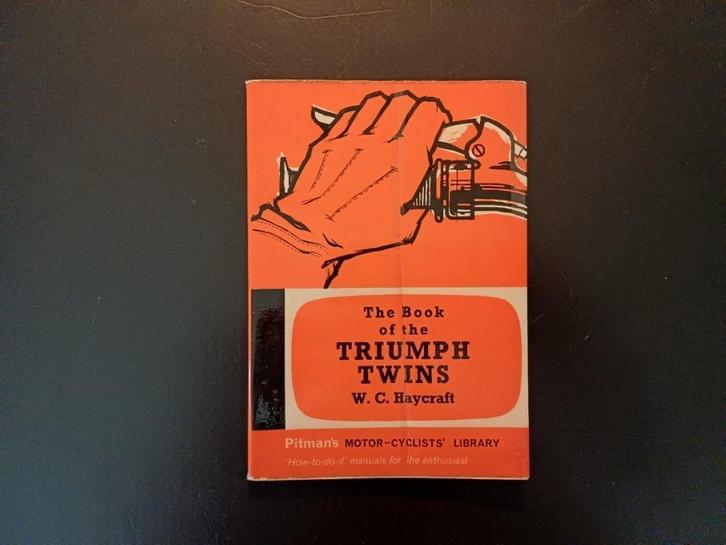 The Book
of the
TRIUMPH
TWINS
W. C. Haycraft
Pitman's MOTOR-CYCLISTS' LIBRARY
'How-to-do-it' manuals for the enthusiast